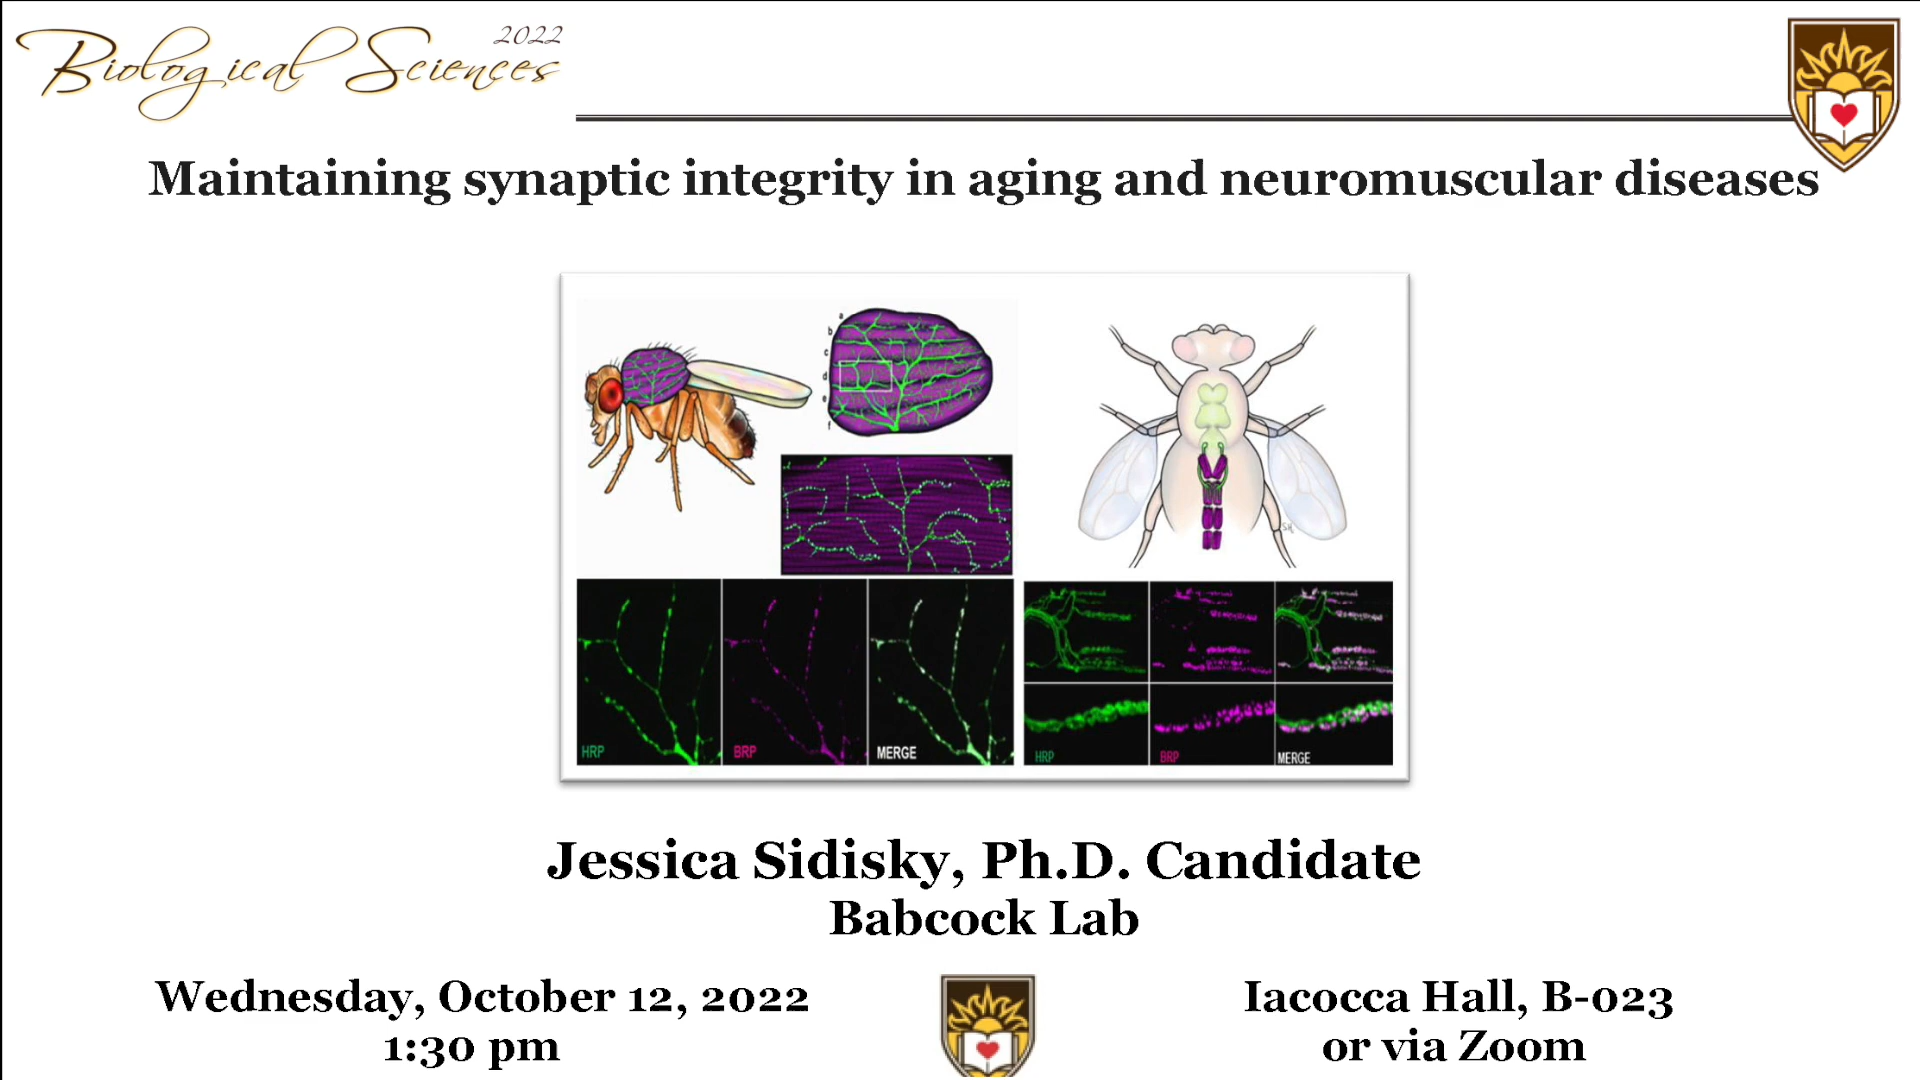 2022
Biological Sciences
Maintaining synaptic integrity in aging and neuromuscular diseases
a
b
c
d
e
f
HRP
BRP
MERGE
HRP
BRP
MERGE
Jessica Sidisky, Ph.D. Candidate
Babcock Lab
Wednesday, October 12, 2022
1:30 pm
Iacocca Hall, B-023
or via Zoom